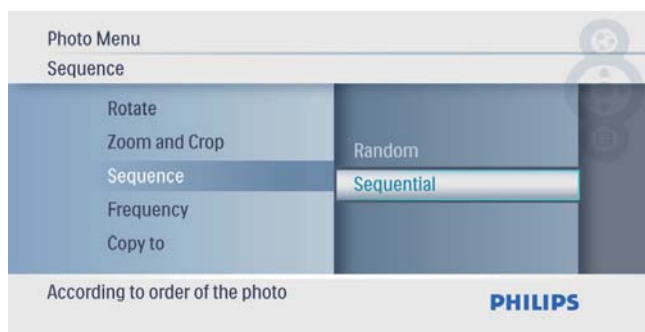 Photo Menu
Sequence
Rotate
Zoom and Crop
Sequence
Frequency
Copy to
Random
Sequential
According to order of the photo
PHILIPS